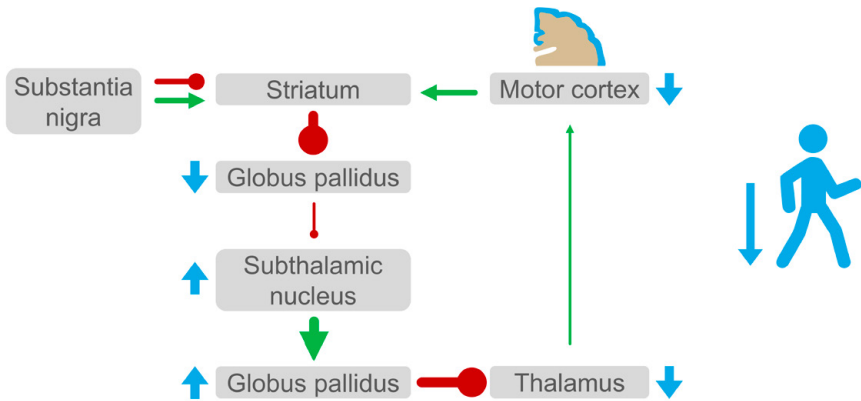 Substantia
nigra
Striatum
Motor cortex
Globus pallidus
Subthalamic
nucleus
Globus pallidus
Thalamus